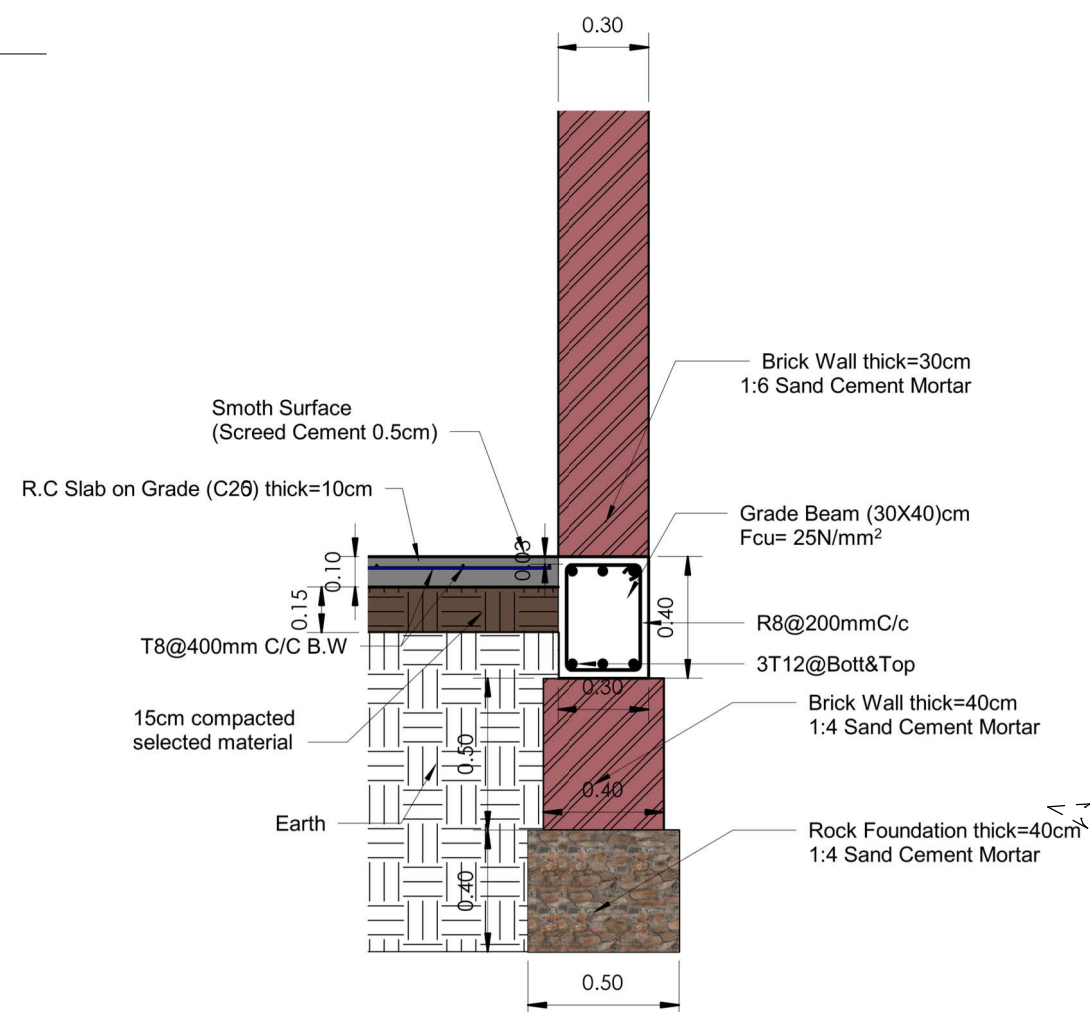 0.30
Brick Wall thick=30cm
1:6 Sand Cement Mortar
Smoth Surface
(Screed Cement 0.5cm)
R.C Slab on Grade thick=10cm
Grade Beam (30X40)cm
Fcu= 25N/mm²
0.03
0.10
0.15
0.40
R8@200mmC/c
T8@400mm C/C B.W
3T12@Bott&Top
0.30
Brick Wall thick=40cm
1:4 Sand Cement Mortar
15cm compacted
selected material
0.50
0.40
Earth
Rock Foundation thick=40cm
1:4 Sand Cement Mortar
0.40
0.50